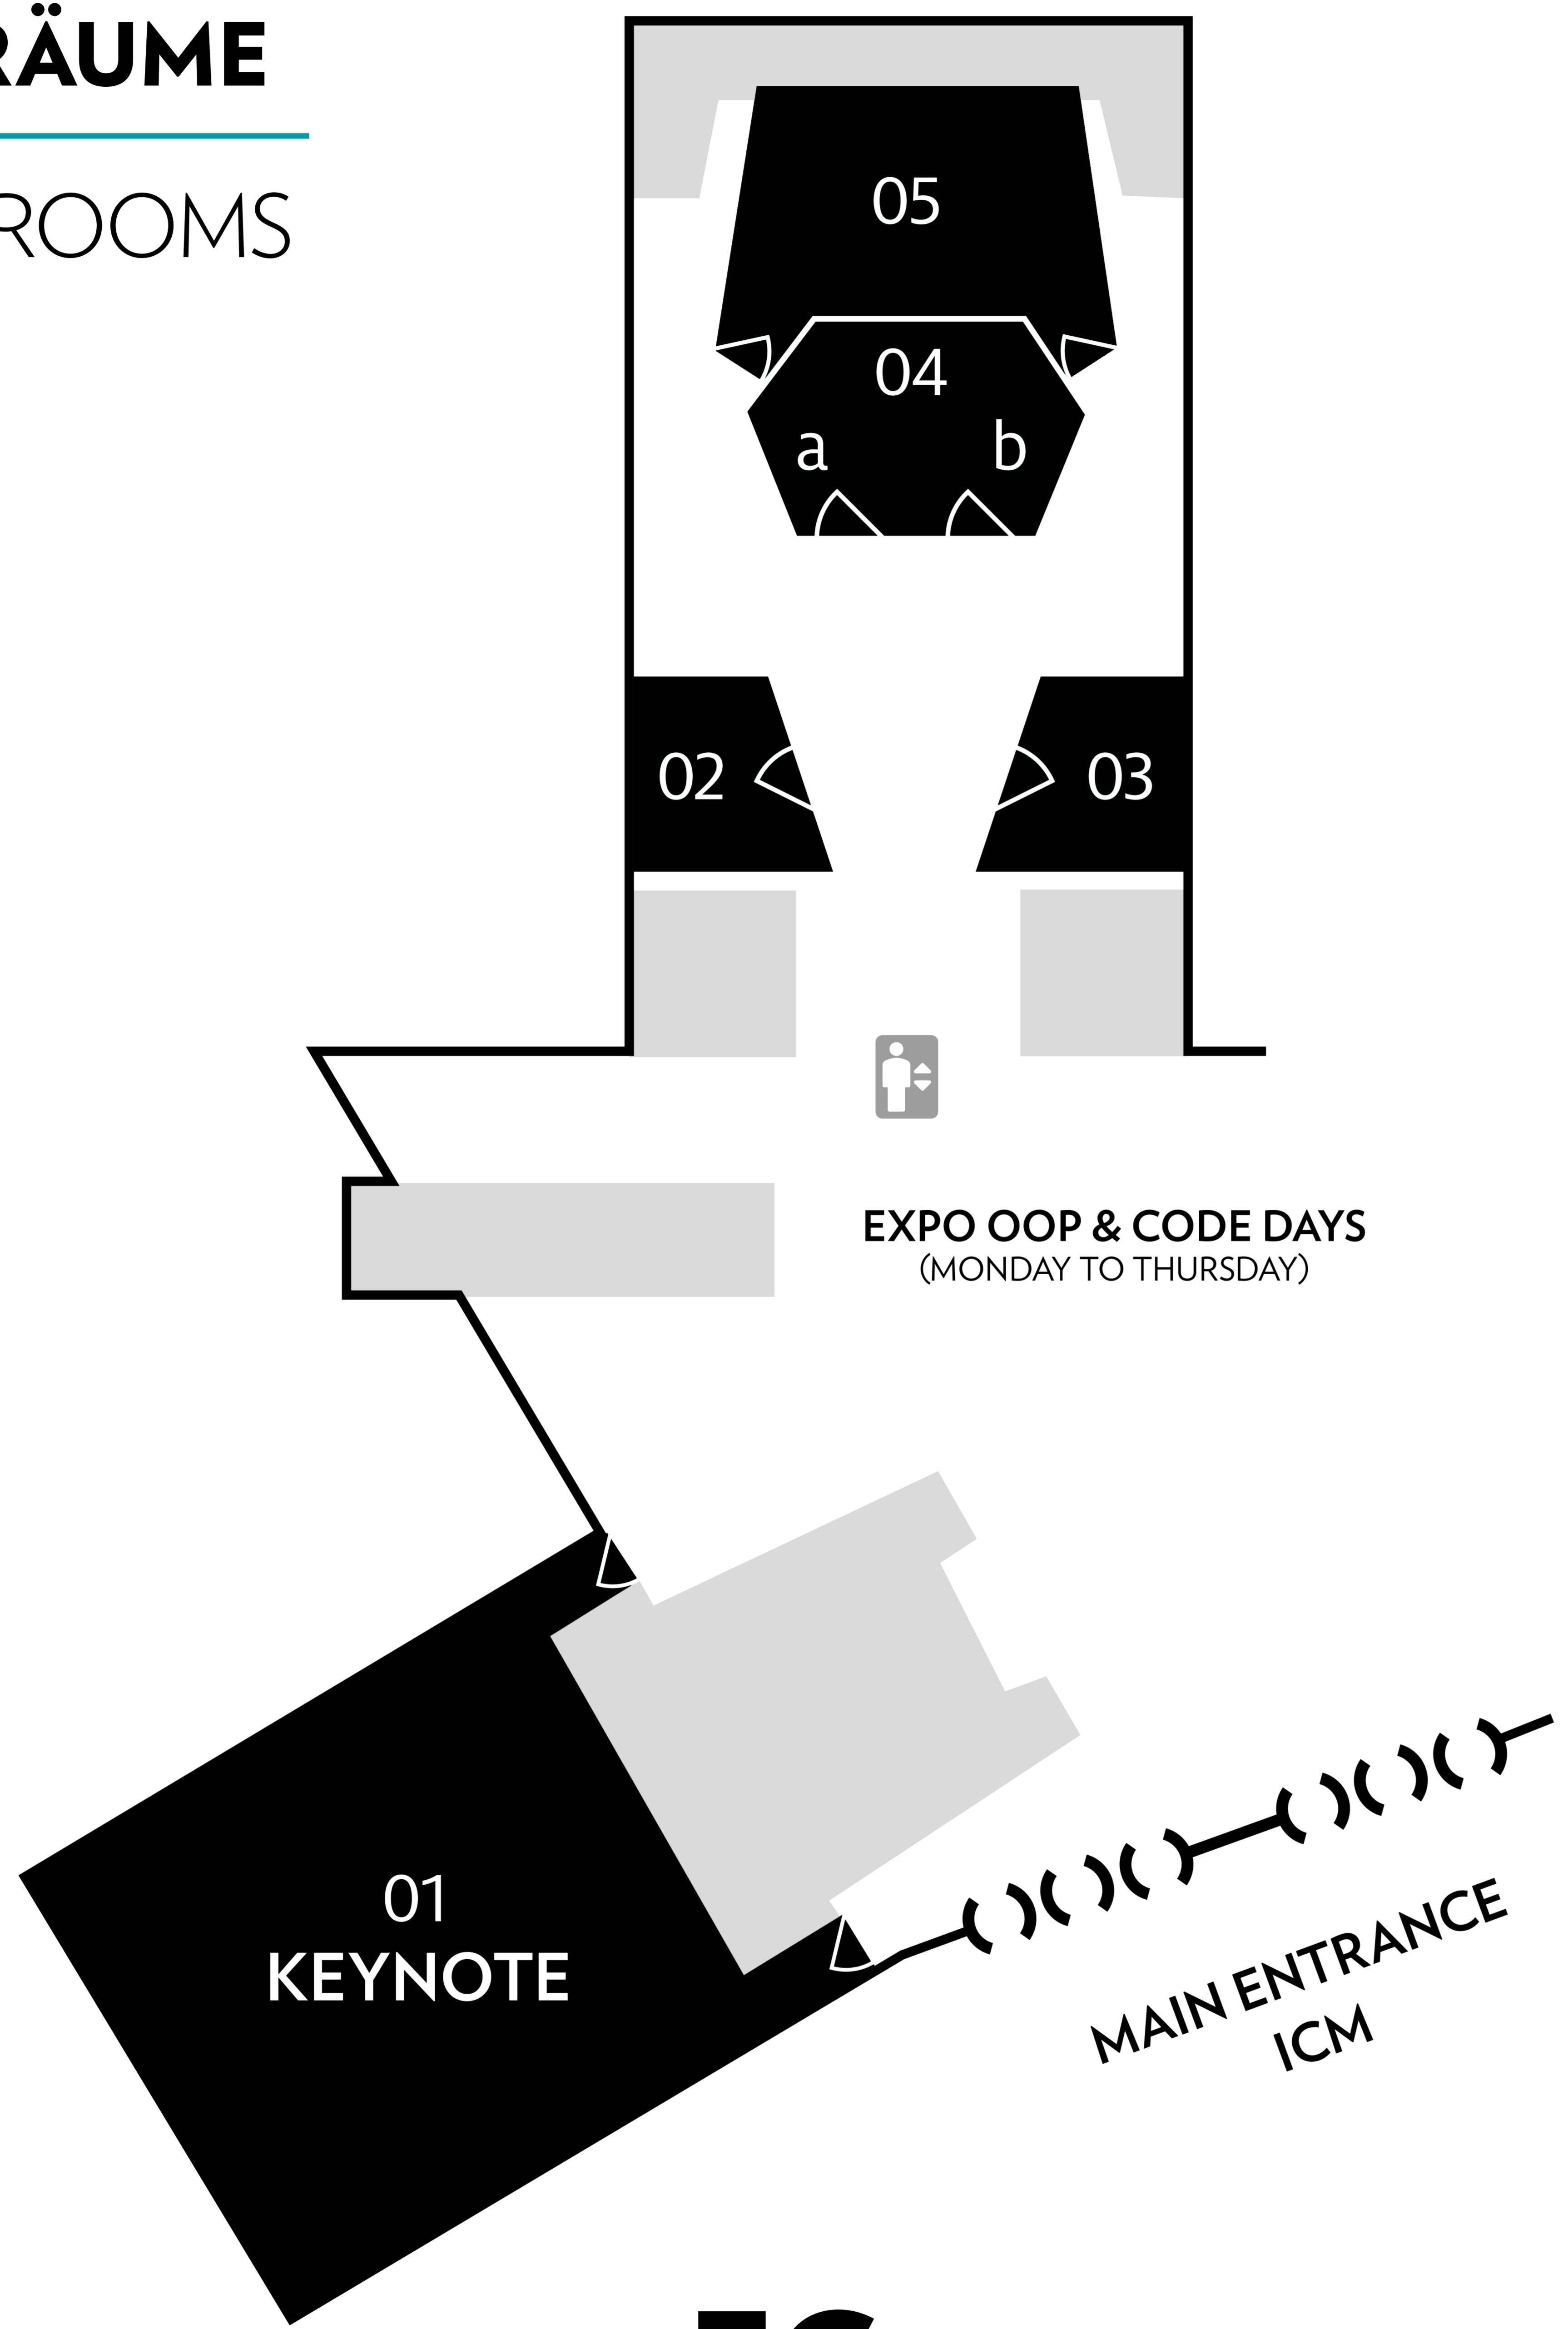 RÄUME
ROOMS
05
04
a b
02 03
EXPO OOP & CODE DAYS
(MONDAY TO THURSDAY)
01
KEYNOTE
MAIN ENTRANCE
ICM